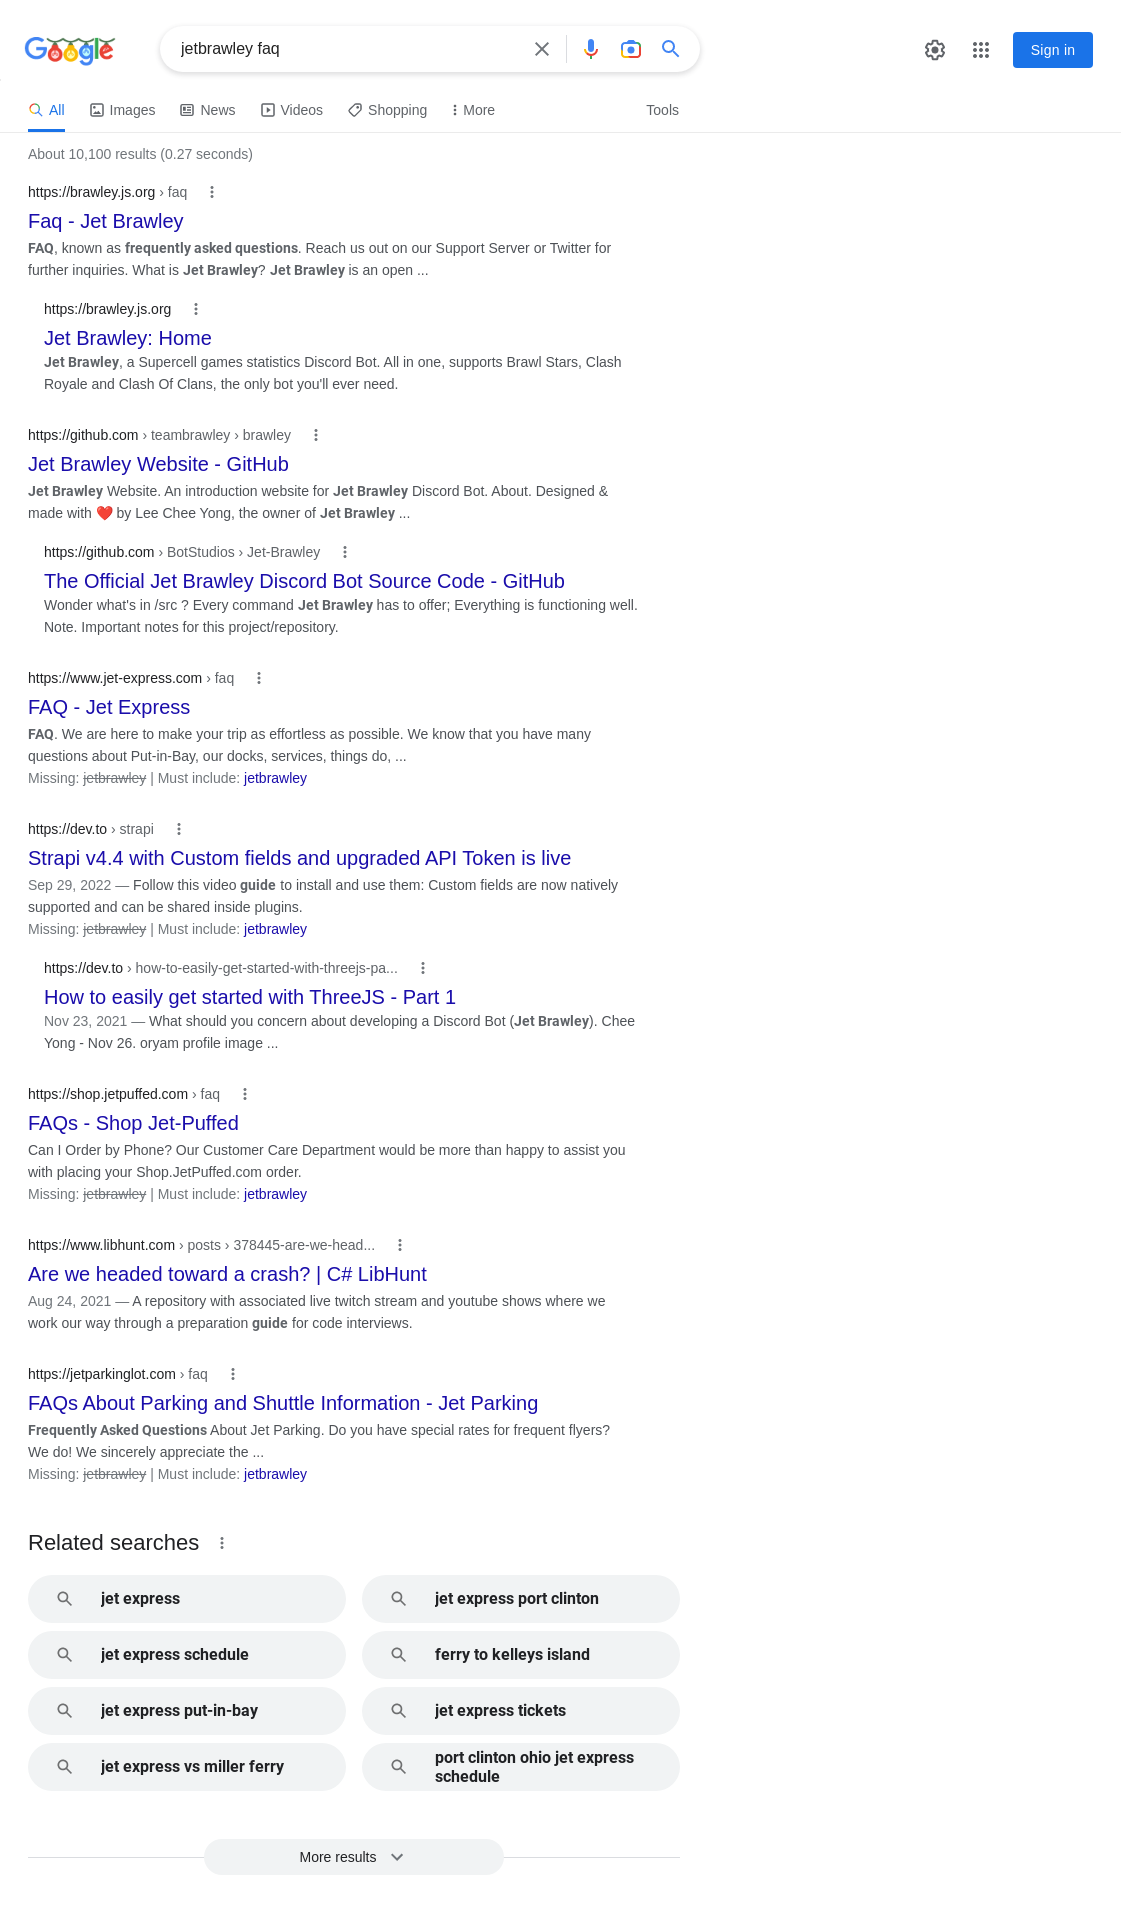 Google
jetbrawley faq
Sign in
All Images News Videos Shopping More Tools
About 10,100 results (0.27 seconds)
https://brawley.js.org › faq
Faq - Jet Brawley
FAQ, known as frequently asked questions. Reach us out on our Support Server or Twitter for
further inquiries. What is Jet Brawley? Jet Brawley is an open ...
https://brawley.js.org
Jet Brawley: Home
Jet Brawley, a Supercell games statistics Discord Bot. All in one, supports Brawl Stars, Clash
Royale and Clash Of Clans, the only bot you'll ever need.
https://github.com › teambrawley › brawley
Jet Brawley Website - GitHub
Jet Brawley Website. An introduction website for Jet Brawley Discord Bot. About. Designed &
made with ❤️ by Lee Chee Yong, the owner of Jet Brawley ...
https://github.com › BotStudios › Jet-Brawley
The Official Jet Brawley Discord Bot Source Code - GitHub
Wonder what's in /src ? Every command Jet Brawley has to offer; Everything is functioning well.
Note. Important notes for this project/repository.
https://www.jet-express.com › faq
FAQ - Jet Express
FAQ. We are here to make your trip as effortless as possible. We know that you have many
questions about Put-in-Bay, our docks, services, things do, ...
Missing: jetbrawley | Must include: jetbrawley
https://dev.to › strapi
Strapi v4.4 with Custom fields and upgraded API Token is live
Sep 29, 2022 — Follow this video guide to install and use them: Custom fields are now natively
supported and can be shared inside plugins.
Missing: jetbrawley | Must include: jetbrawley
https://dev.to › how-to-easily-get-started-with-threejs-pa...
How to easily get started with ThreeJS - Part 1
Nov 23, 2021 — What should you concern about developing a Discord Bot (Jet Brawley). Chee
Yong - Nov 26. oryam profile image ...
https://shop.jetpuffed.com › faq
FAQs - Shop Jet-Puffed
Can I Order by Phone? Our Customer Care Department would be more than happy to assist you
with placing your Shop.JetPuffed.com order.
Missing: jetbrawley | Must include: jetbrawley
https://www.libhunt.com › posts › 378445-are-we-head...
Are we headed toward a crash? | C# LibHunt
Aug 24, 2021 — A repository with associated live twitch stream and youtube shows where we
work our way through a preparation guide for code interviews.
https://jetparkinglot.com › faq
FAQs About Parking and Shuttle Information - Jet Parking
Frequently Asked Questions About Jet Parking. Do you have special rates for frequent flyers?
We do! We sincerely appreciate the ...
Missing: jetbrawley | Must include: jetbrawley
Related searches
jet express
jet express port clinton
jet express schedule
ferry to kelleys island
jet express put-in-bay
jet express tickets
jet express vs miller ferry
port clinton ohio jet express
schedule
More results